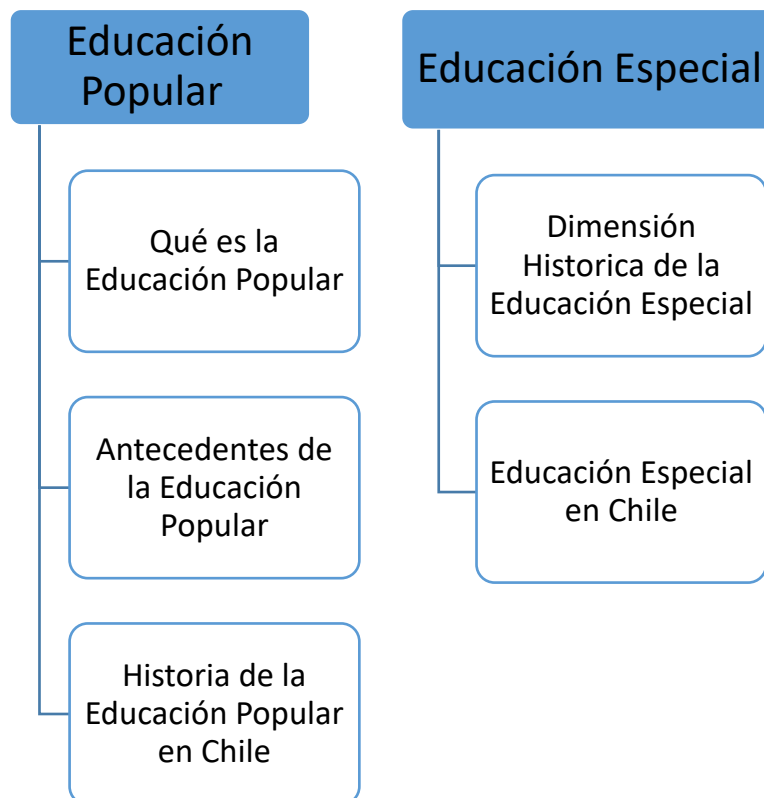 Educación
Popular
Qué es la
Educación Popular
Antecedentes de
la Educación
Popular
Historia de la
Educación Popular
en Chile
Educación Especial
Dimensión
Historica de la
Educación Especial
Educación Especial
en Chile